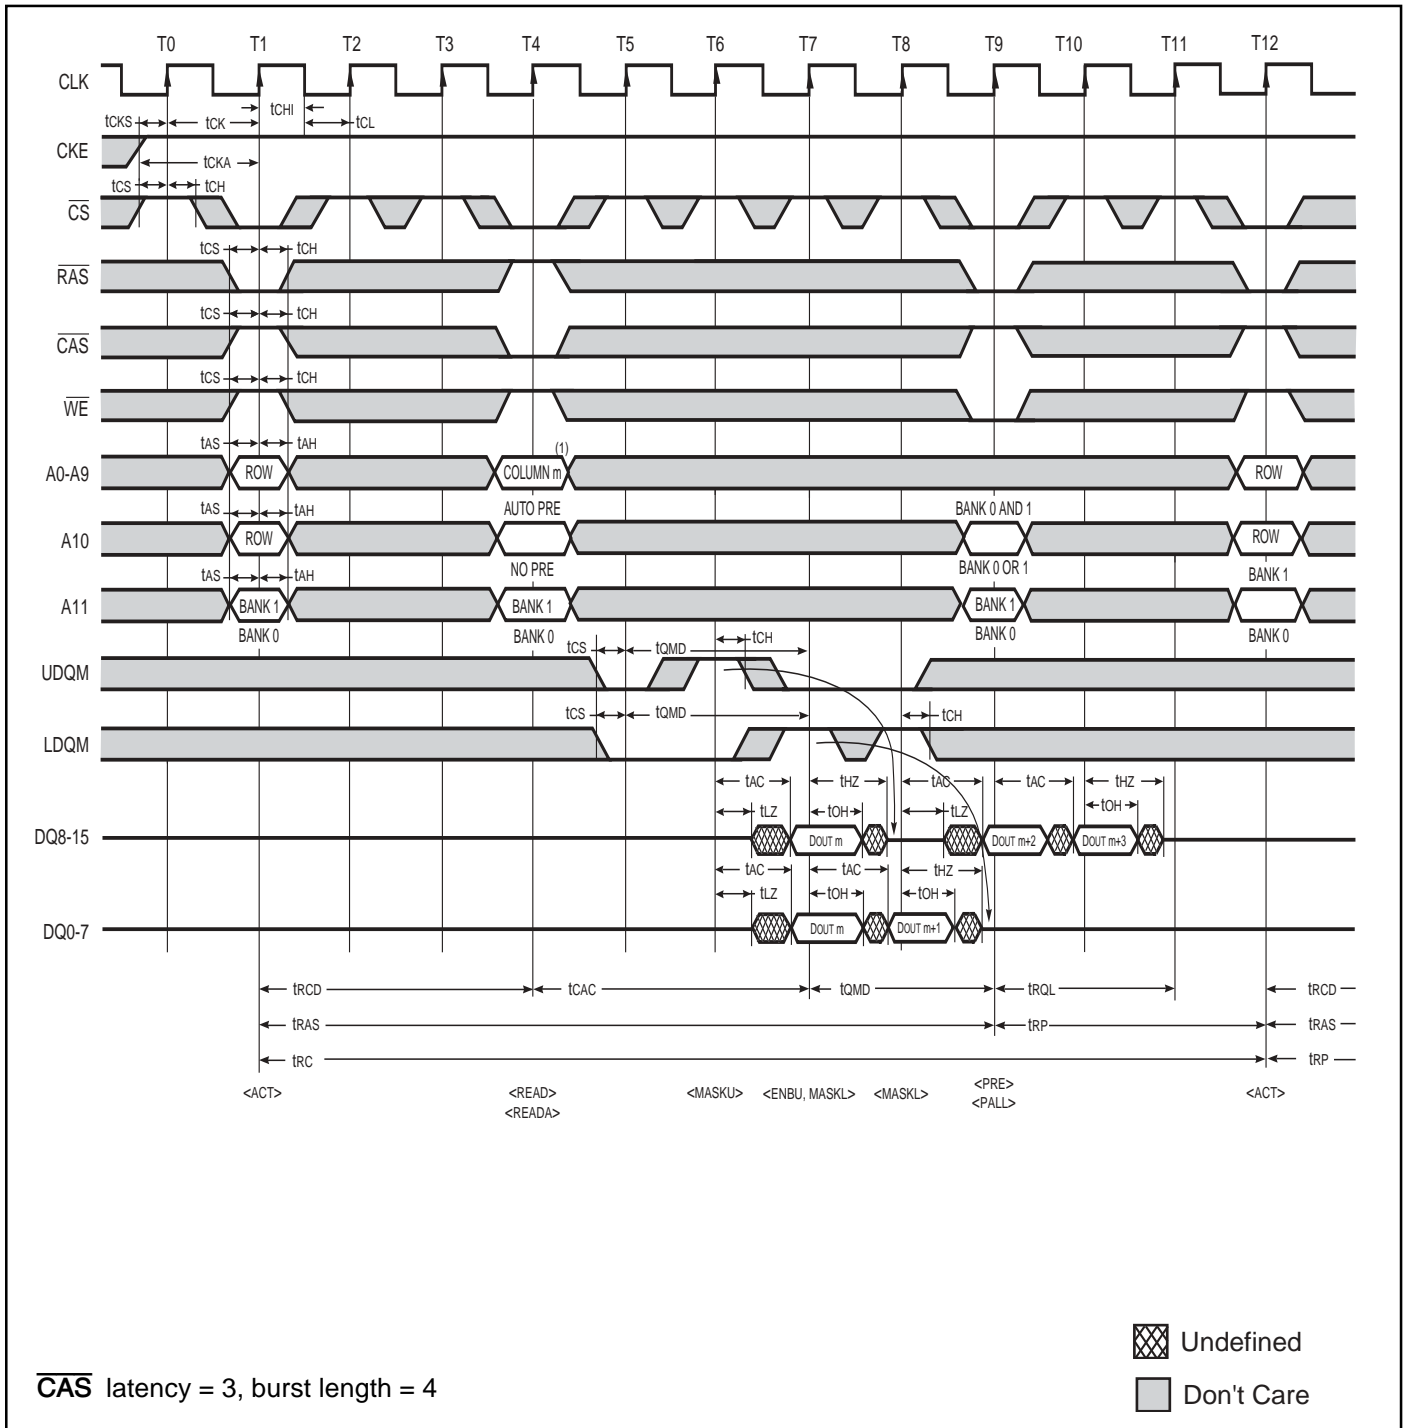 T0 T1 T2 T3 T4 T5 T6 T7 T8 T9 T10 T11 T12
CLK
tCHI
tCKS tCK tCL
CKE
tCKA
tCS tCH
CS
tCS tCH
RAS
tCS tCH
CAS
tCS tCH
WE
tAS tAH (1)
A0-A9 ROW COLUMN m ROW
tAS tAH AUTO PRE BANK 0 AND 1
A10 ROW ROW
tAS tAH NO PRE BANK 0 OR 1 BANK 1
A11 BANK 1 BANK 1 BANK 1
BANK 0 BANK 0 BANK 0 BANK 0
tCS tQMD tCH
UDQM
tCS tQMD tCH
LDQM
tAC tHZ tAC tAC tHZ
tLZ tOH tLZ tOH
DQ8-15 DOUT m DOUT m+2 DOUT m+3
tAC tAC tHZ
tLZ tOH tOH
DQ0-7 DOUT m DOUT m+1
tRCD tCAC tQMD tRQL tRCD
tRAS tRP tRAS
tRC tRP
<ACT> <READ> <MASKU> <ENBU, MASKL> <MASKL> <PRE> <ACT>
<READA> <PALL>
Undefined
CAS latency = 3, burst length = 4
Don't Care